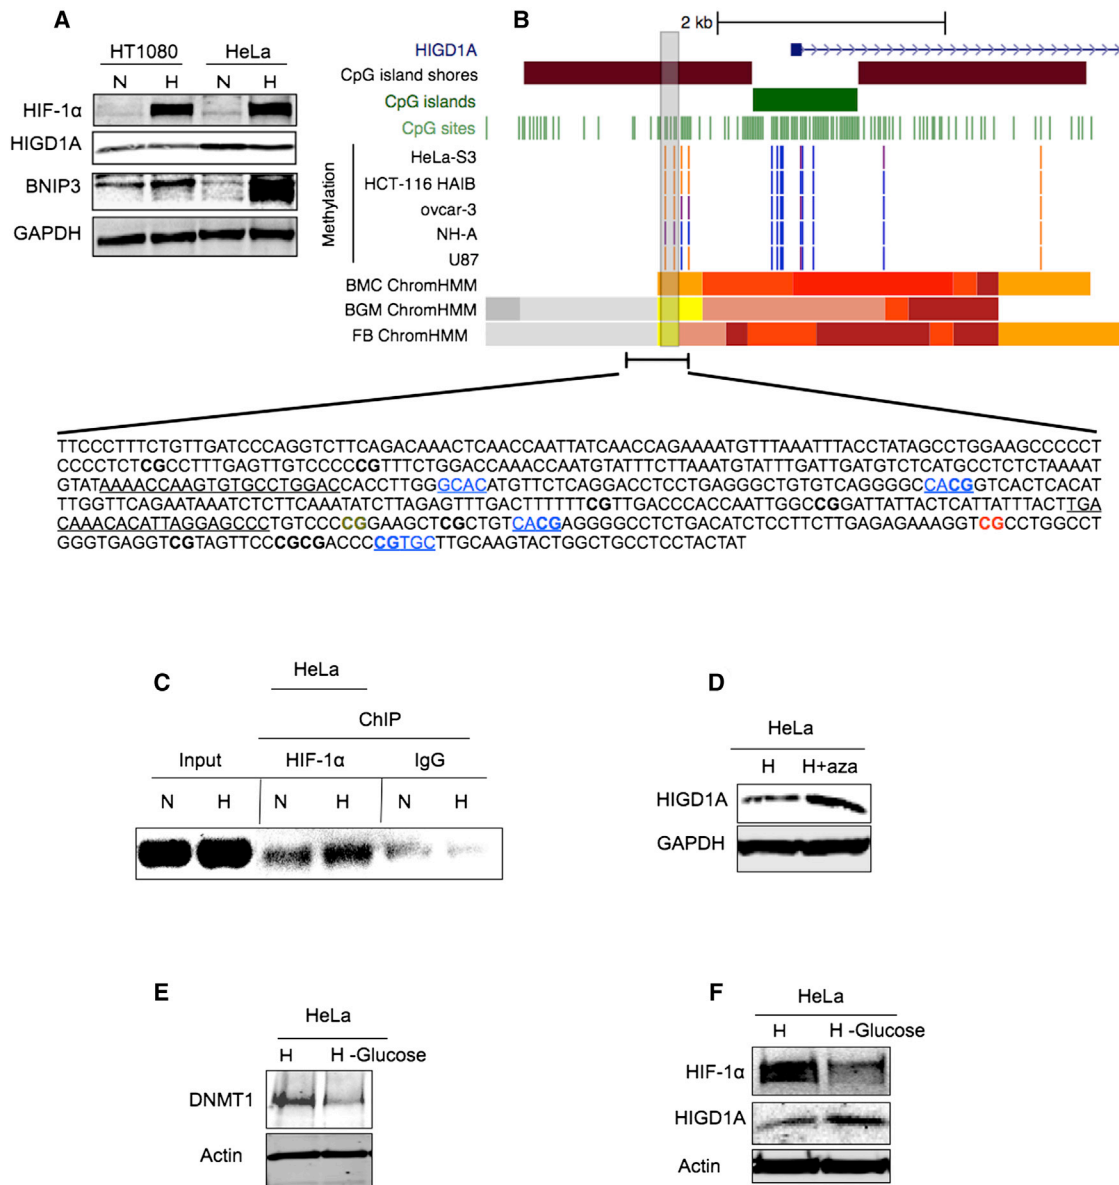 A
HT1080 HeLa
N H N H
HIF-1α
HIGD1A
BNIP3
GAPDH
B
2 kb
HIGD1A
CpG island shores
CpG islands
CpG sites
Methylation
HeLa-S3
HCT-116 HAIB
ovcar-3
NH-A
U87
BMC ChromHMM
BGM ChromHMM
FB ChromHMM
TTCCCTTTCTGTTGATCCCAGGTCTTCAGACAAACTCAACCAATTATCAACCAGAAAATGTTTAAATTTACCTATAGCCTGGAAGCCCCCT
CCCCTCTCGCCTTTGAGTTGTCCCCCGTTTCTGGACCAAACCAATGTATTTCTTAAATGTATTTGATTGATGTCTCATGCCTCTCTAAAAT
GTATAAAACCAAGTGTGCCTGGACCACCTTGGGCACATGTTCTCAGGACCTCCTGAGGGCTGTGTCAGGGGCCACGGTCACTCACAT
TTGGTTCAGAATAAATCTCTTCAAATATCTTAGAGTTTGACTTTTTTCGTTGACCCACCAATTGGCCGGATTATTACTCATTATTTACTTGA
CAAACACATTAGGAGCCCTGTCCCCGGAAGCTCGCTGTCACGAGGGGCCTCTGACATCTCCTTCTTGAGAGAAAGGTCGCCTGGCCT
GGGTGAGGTCGTAGTTCCCGCGACCCCGTGCTTGCAAGTACTGGCTGCCTCCTACTAT
C
HeLa
ChIP
Input HIF-1α IgG
N H N H N H
D
HeLa
H H+aza
HIGD1A
GAPDH
E
HeLa
H H -Glucose
DNMT1
Actin
F
HeLa
H H -Glucose
HIF-1α
HIGD1A
Actin